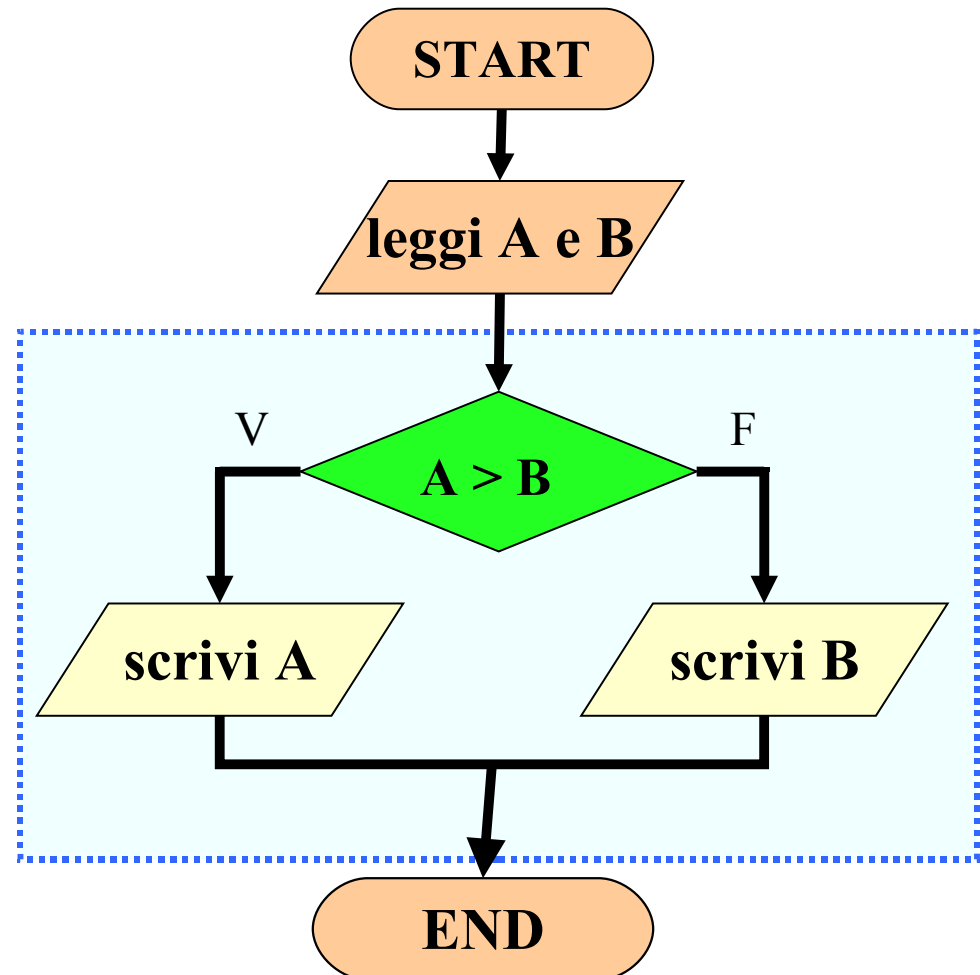 START
leggi A e B
V
F
A > B
scrivi A
scrivi B
END